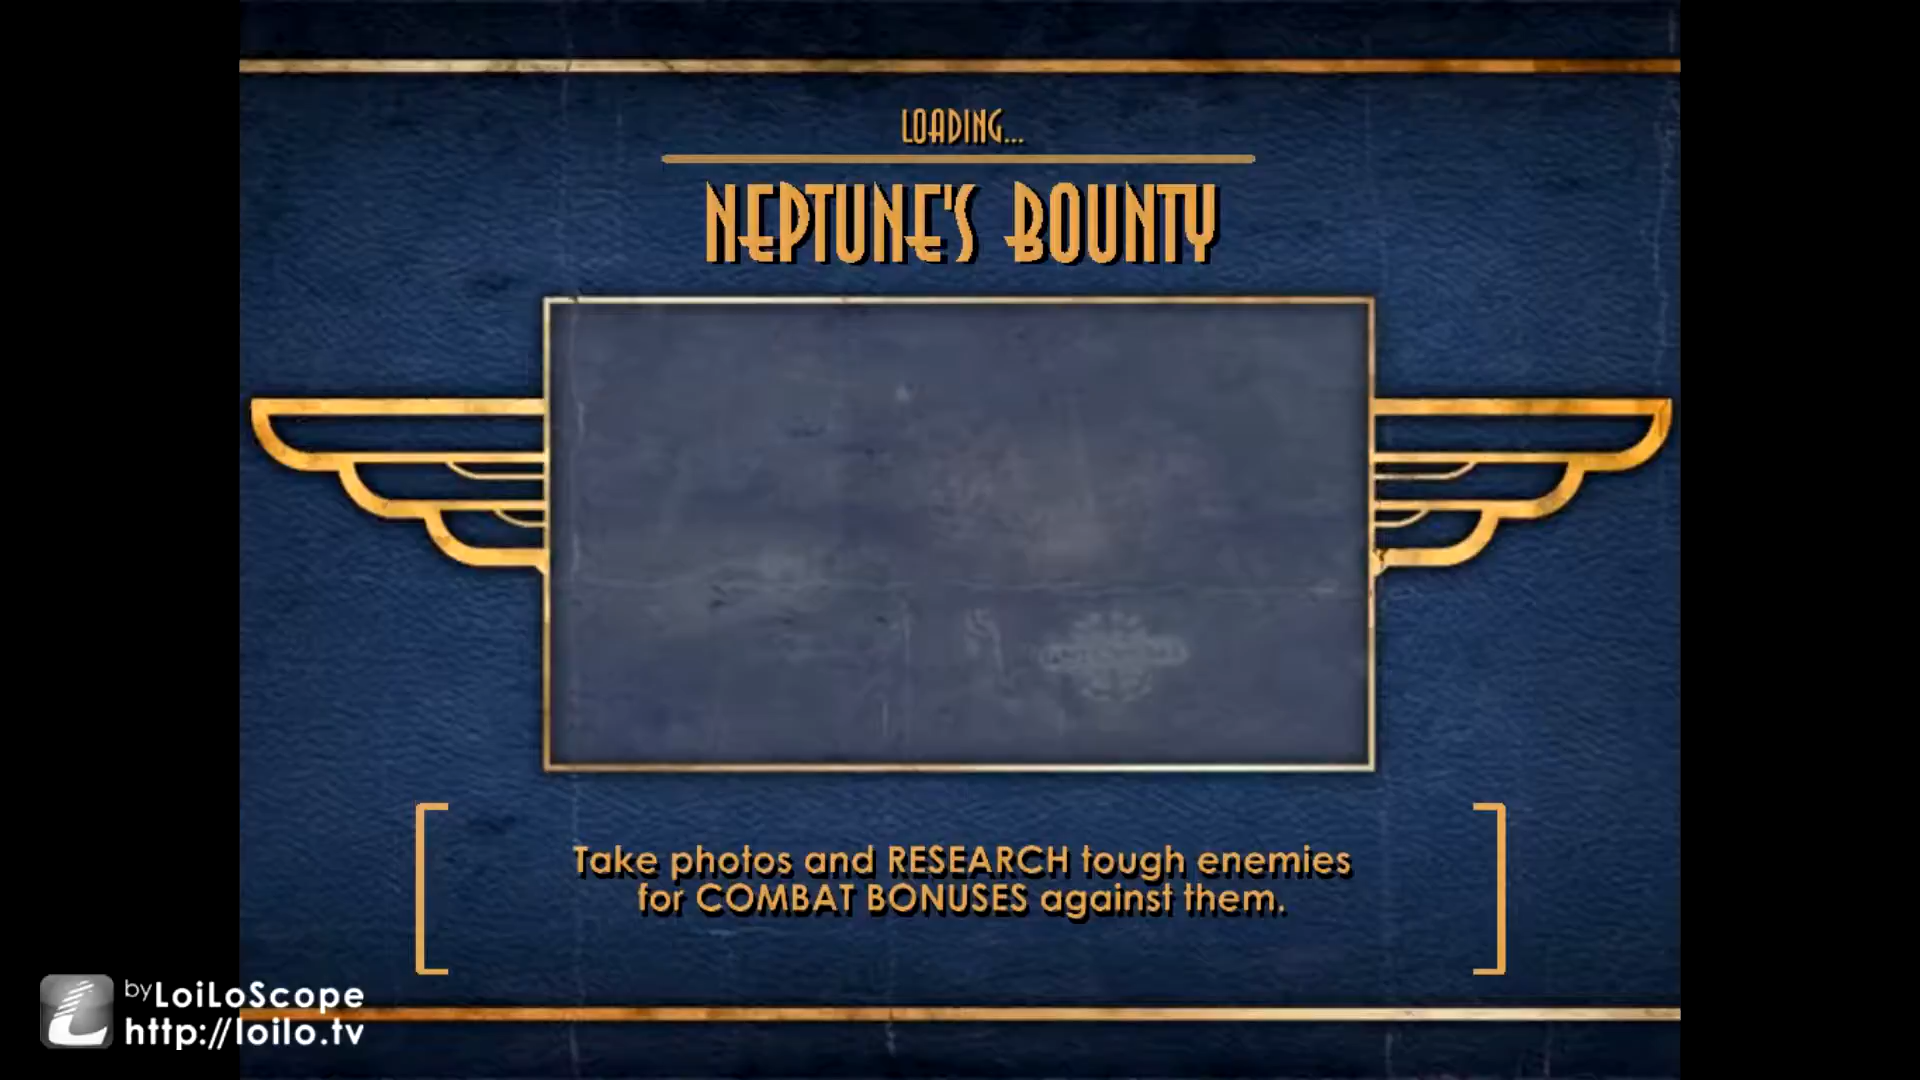 LOADING...
NEPTUNE'S BOUNTY
Take photos and RESEARCH tough enemies
for COMBAT BONUSES against them.
byLoiLoScope
http://loilo.tv